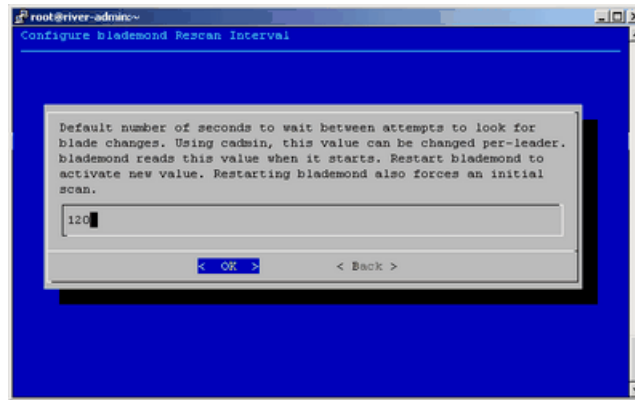 root@river-admin:~
Configure blademond Rescan Interval
Default number of seconds to wait between attempts to look for
blade changes. Using cadmin, this value can be changed per-leader.
blademond reads this value when it starts. Restart blademond to
activate new value. Restarting blademond also forces an initial
scan.
120
< OK > < Back >